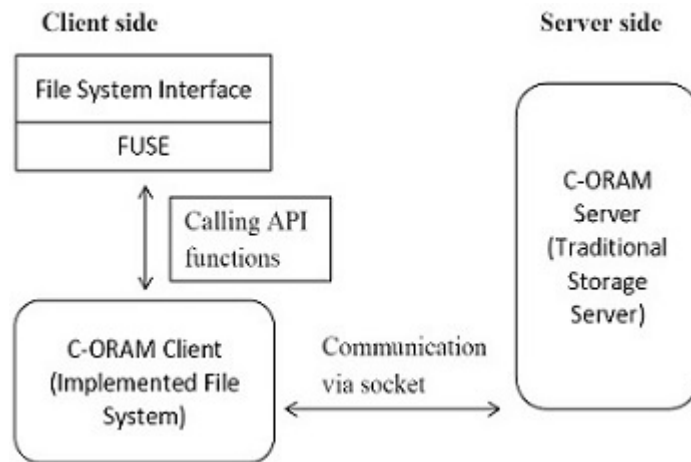 Client side
Server side
File System Interface
FUSE
Calling API
functions
C-ORAM Client
(Implemented File
System)
Communication
via socket
C-ORAM
Server
(Traditional
Storage
Server)